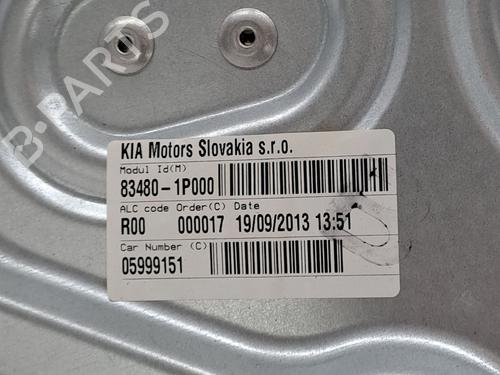 B-PARTS
KIA Motors Slovakia s.r.o.
Modul Id(M)
83480-1P000
ALC code Order(C) Date
R00 000017 19/09/2013 13:51
Car Number (C)
05999151